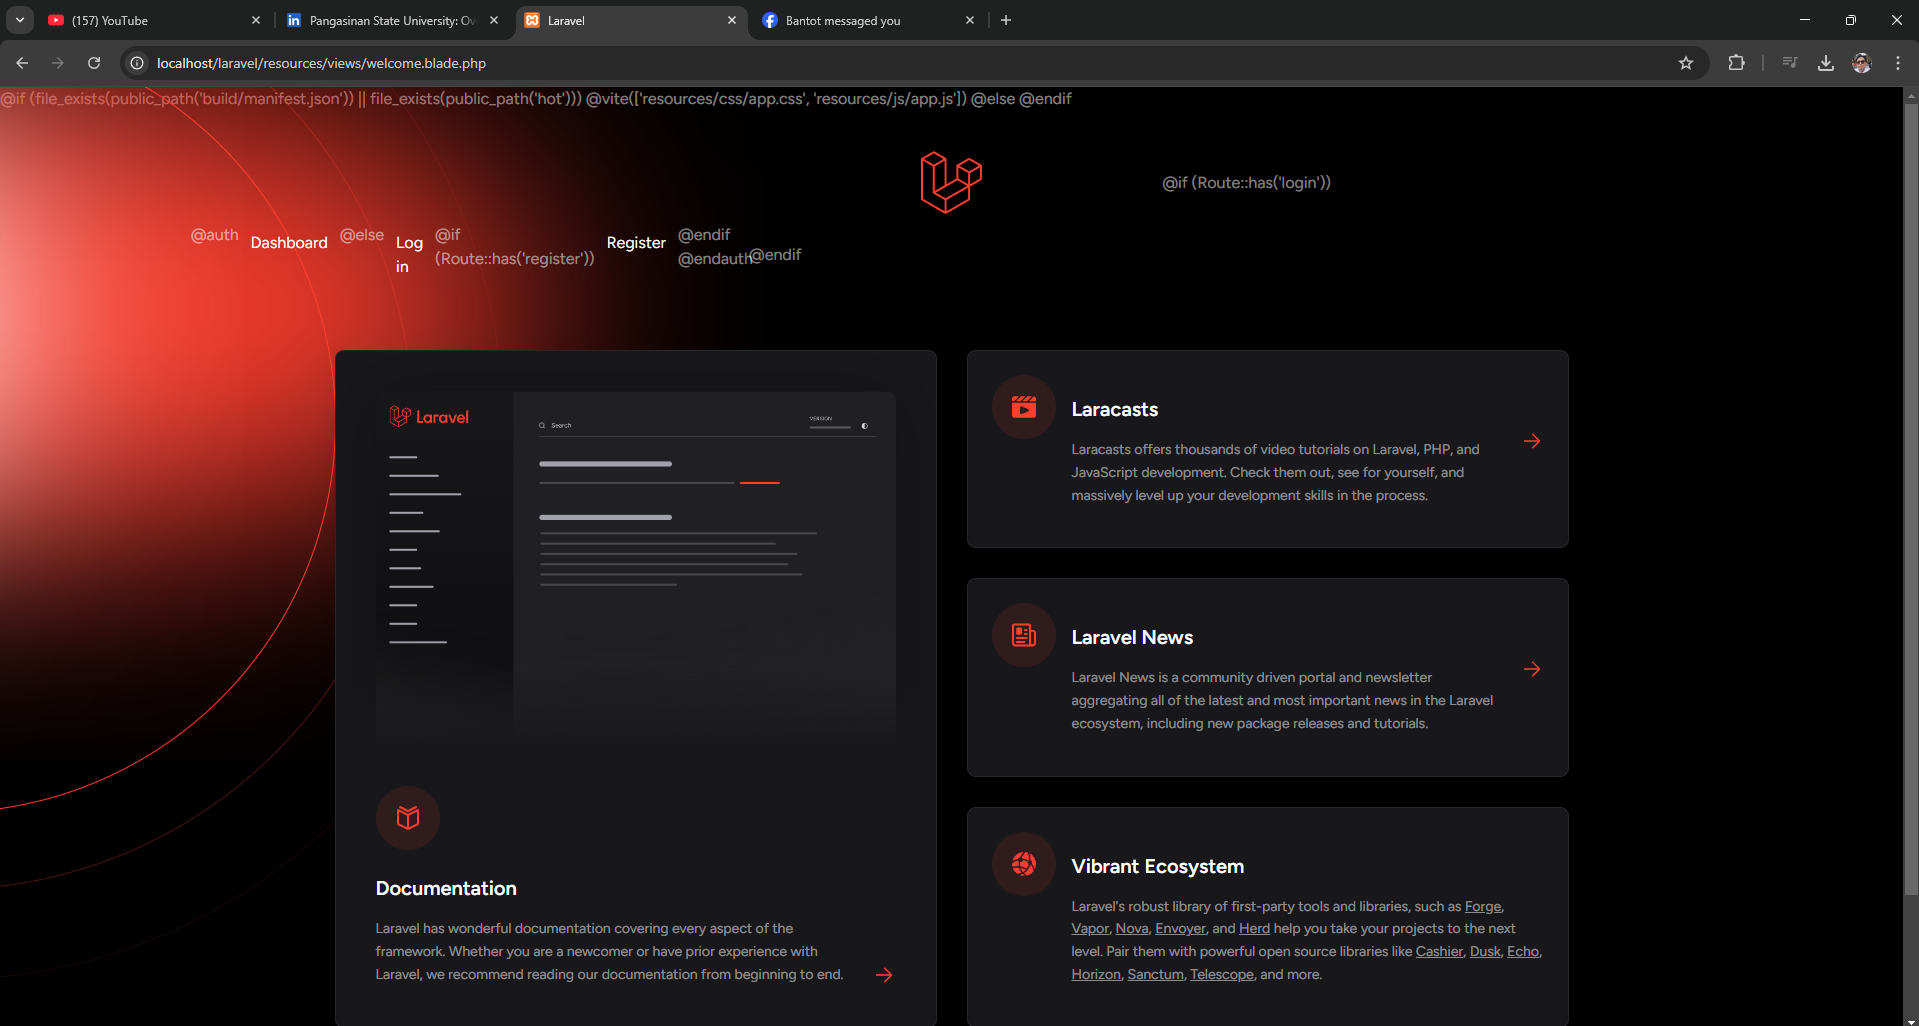 (157) YouTube
Pangasinan State University: Ov
Laravel
Bantot messaged you
localhost/laravel/resources/views/welcome.blade.php
@if (file_exists(public_path('build/manifest.json')) || file_exists(public_path('hot'))) @vite(['resources/css/app.css', 'resources/js/app.js']) @else @endif
@if (Route::has('login'))
@auth
Dashboard
@else
Log
in
@if
(Route::has('register'))
Register
@endif
@endauth
@endif
Laravel
Search
VERSION
Documentation
Laravel has wonderful documentation covering every aspect of the
framework. Whether you are a newcomer or have prior experience with
Laravel, we recommend reading our documentation from beginning to end.
Laracasts
Laracasts offers thousands of video tutorials on Laravel, PHP, and
JavaScript development. Check them out, see for yourself, and
massively level up your development skills in the process.
Laravel News
Laravel News is a community driven portal and newsletter
aggregating all of the latest and most important news in the Laravel
ecosystem, including new package releases and tutorials.
Vibrant Ecosystem
Laravel's robust library of first-party tools and libraries, such as Forge,
Vapor, Nova, Envoyer, and Herd help you take your projects to the next
level. Pair them with powerful open source libraries like Cashier, Dusk, Echo,
Horizon, Sanctum, Telescope, and more.